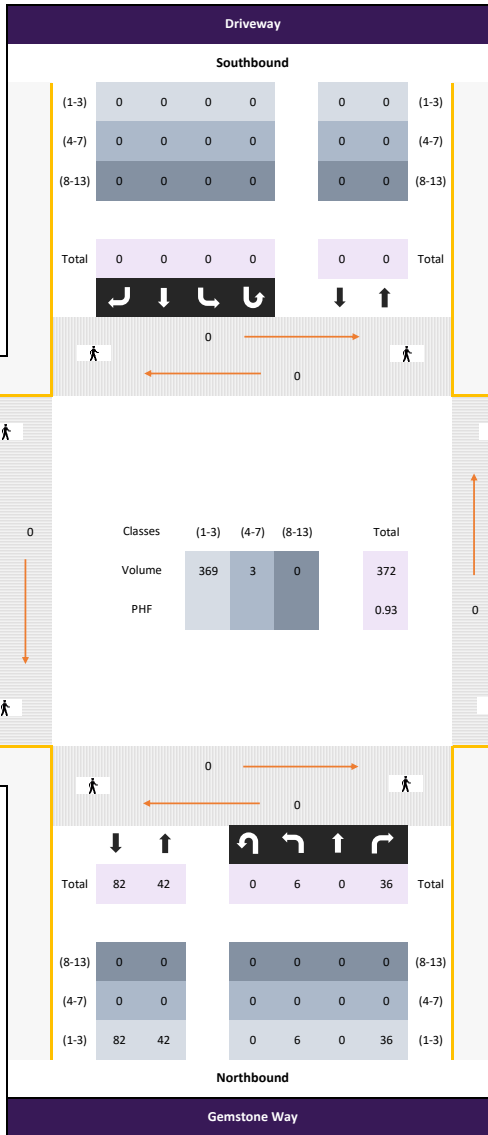 Driveway
Southbound
(1-3) 0 0 0 0 0 0 (1-3)
(4-7) 0 0 0 0 0 0 (4-7)
(8-13) 0 0 0 0 0 0 (8-13)
Total 0 0 0 0 0 0 Total
0
0
0
Classes (1-3) (4-7) (8-13) Total
Volume 369 3 0 372
PHF 0.93
0
0
0
Total 82 42 0 6 0 36 Total
(8-13) 0 0 0 0 0 0 (8-13)
(4-7) 0 0 0 0 0 0 (4-7)
(1-3) 82 42 0 6 0 36 (1-3)
Northbound
Gemstone Way